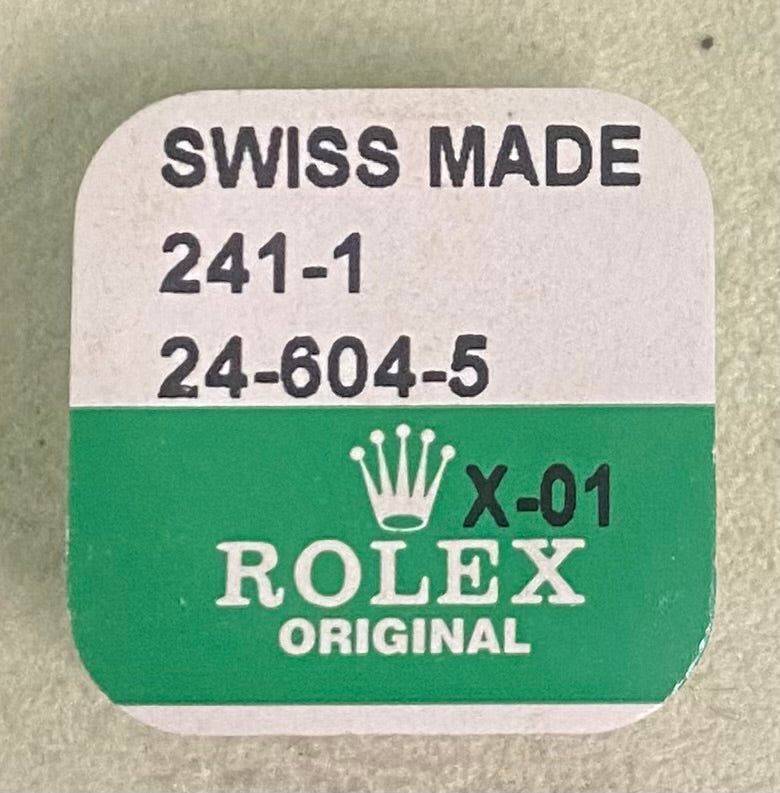 SWISS MADE
241-1
24-604-5
X-01
ROLEX
ORIGINAL